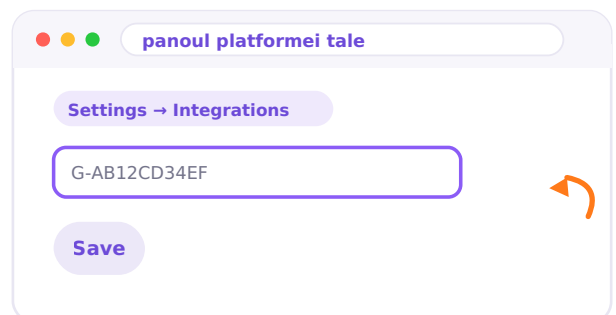 panoul platformei tale
Settings → Integrations
G-AB12CD34EF
Save